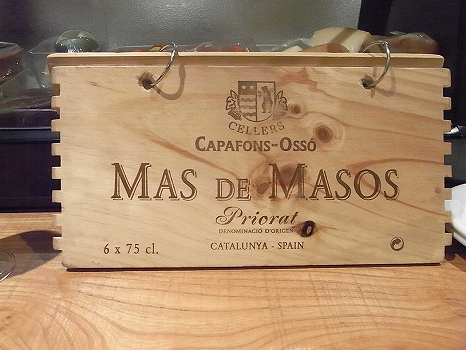 CELLERS
CAPAFONS-OSSÓ
MAS DE MASOS
Priorat
DENOMINACIÓ D'ORIGEN
6 x 75 cl.
CATALUNYA - SPAIN